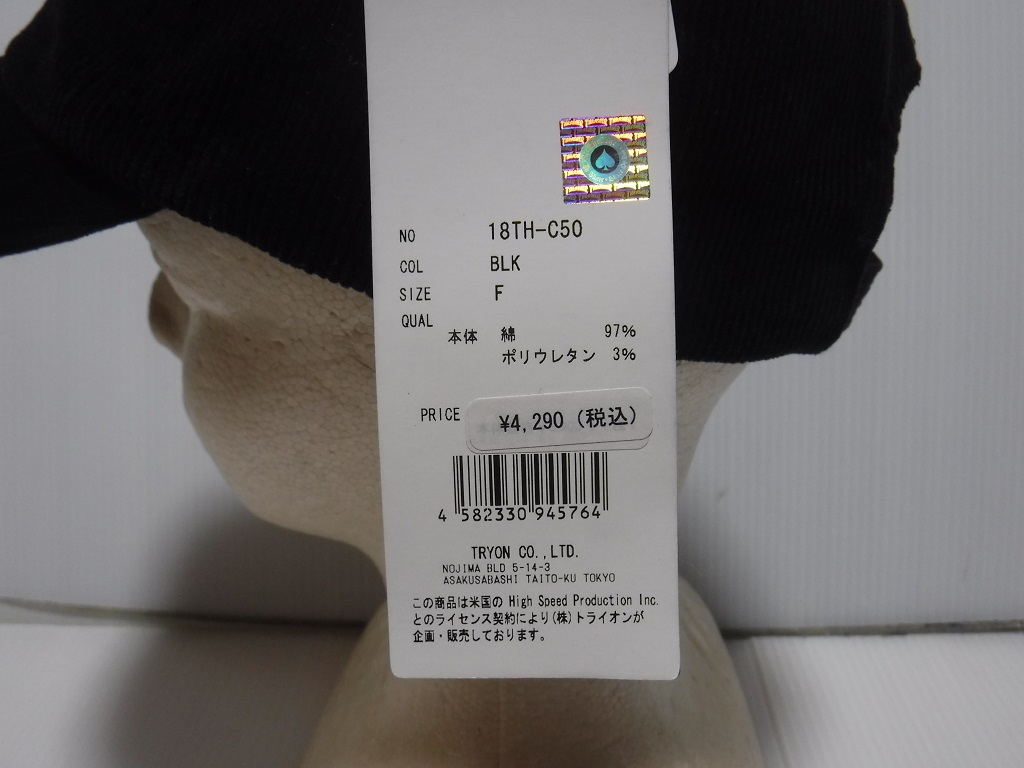 NO 18TH-C50
COL BLK
SIZE F
QUAL
本体 綿 97%
ポリウレタン 3%
PRICE ¥4,290 (税込)
4 582330 945764
TRYON CO.,LTD.
NOJIMA BLD 5-14-3
ASAKUSABASHI TAITO-KU TOKYO
この商品は米国の High Speed Production Inc.
とのライセンス契約により(株)トライオンが
企画・販売しております。